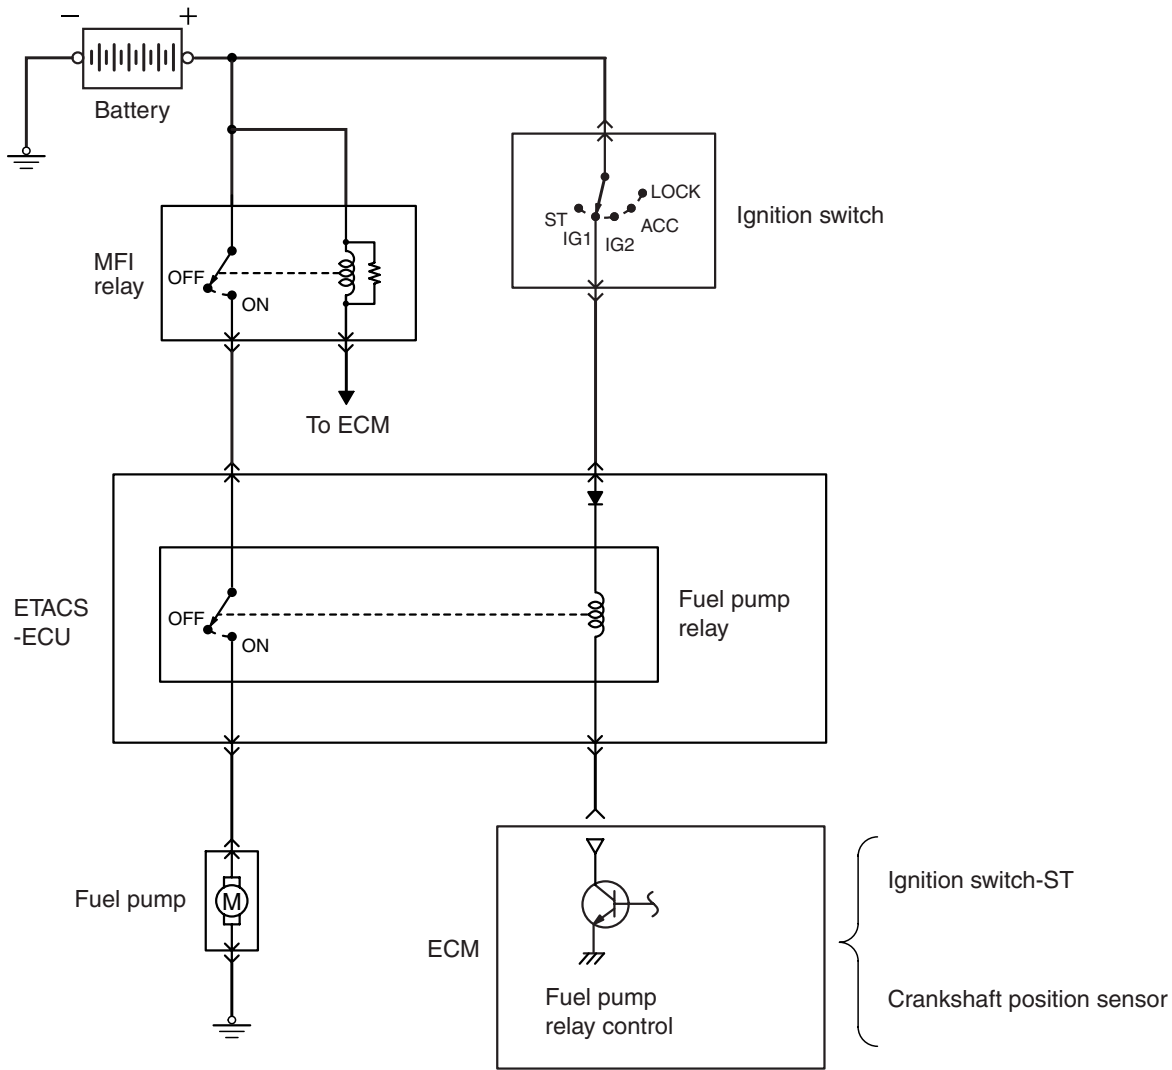 − +
Battery
LOCK
ST
ACC
IG1
IG2
Ignition switch
MFI
relay
OFF
ON
To ECM
ETACS
-ECU
OFF
ON
Fuel pump
relay
Fuel pump
M
ECM
Fuel pump
relay control
Ignition switch-ST
Crankshaft position sensor